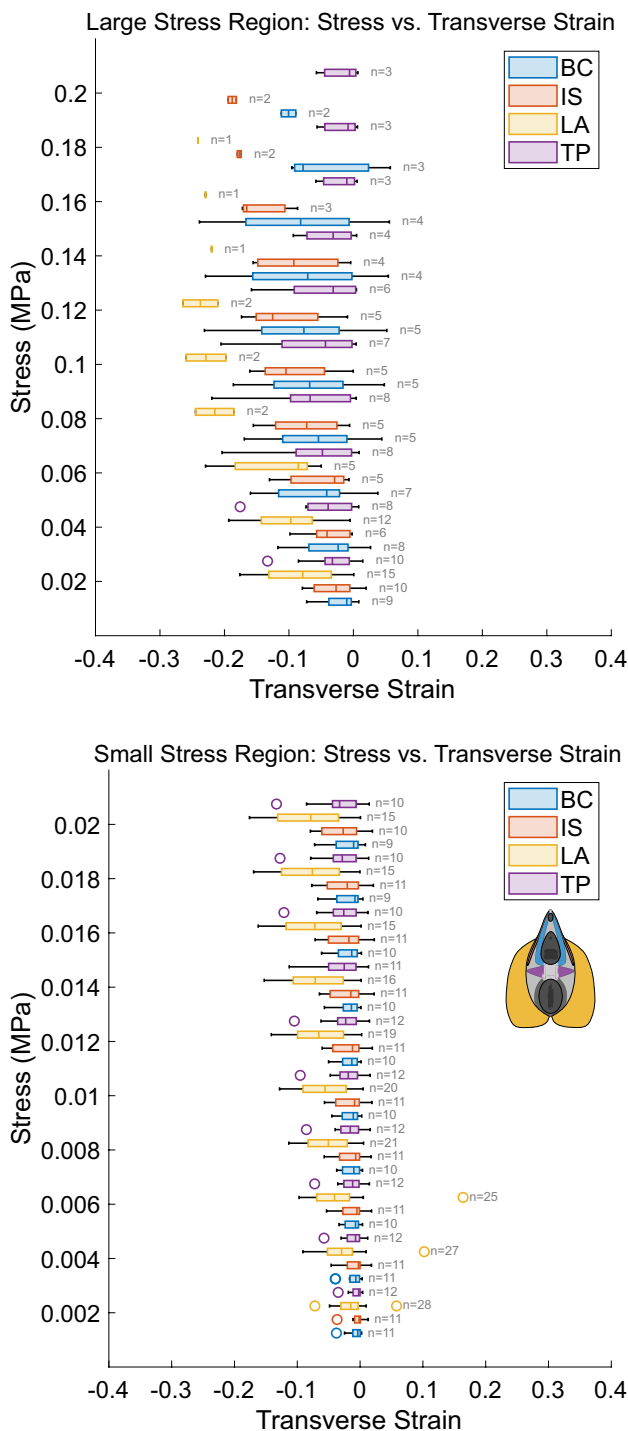 Large Stress Region: Stress vs. Transverse Strain
BC
IS
LA
TP
n=3
n=2
n=2
n=3
n=1
n=2
n=3
n=3
n=1
n=3
n=4
n=4
n=1
n=4
n=4
n=6
n=2
n=5
n=5
n=7
n=2
n=5
n=5
n=8
n=2
n=5
n=5
n=8
n=5
n=5
n=7
n=8
n=12
n=6
n=8
n=10
n=15
n=10
n=9
0.2
0.18
0.16
0.14
0.12
0.1
0.08
0.06
0.04
0.02
Stress (MPa)
-0.4 -0.3 -0.2 -0.1 0 0.1 0.2 0.3 0.4
Transverse Strain
Small Stress Region: Stress vs. Transverse Strain
BC
IS
LA
TP
n=10
n=15
n=10
n=9
n=10
n=15
n=11
n=9
n=10
n=15
n=11
n=10
n=11
n=16
n=11
n=10
n=12
n=19
n=11
n=10
n=12
n=20
n=11
n=10
n=12
n=21
n=11
n=10
n=12
n=25
n=11
n=10
n=12
n=27
n=11
n=11
n=12
n=28
n=11
n=11
0.02
0.018
0.016
0.014
0.012
0.01
0.008
0.006
0.004
0.002
Stress (MPa)
-0.4 -0.3 -0.2 -0.1 0 0.1 0.2 0.3 0.4
Transverse Strain